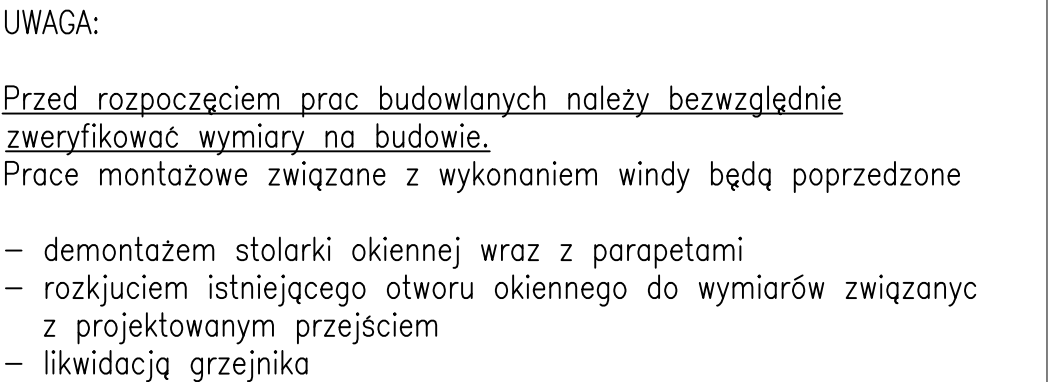 UWAGA:
Przed rozpoczęciem prac budowlanych należy bezwzględnie
zweryfikować wymiary na budowie.
Prace montażowe związane z wykonaniem windy będą poprzedzone
– demontażem stolarki okiennej wraz z parapetami
– rozkjuciem istniejącego otworu okiennego do wymiarów związanyc
z projektowanym przejściem
– likwidacją grzejnika